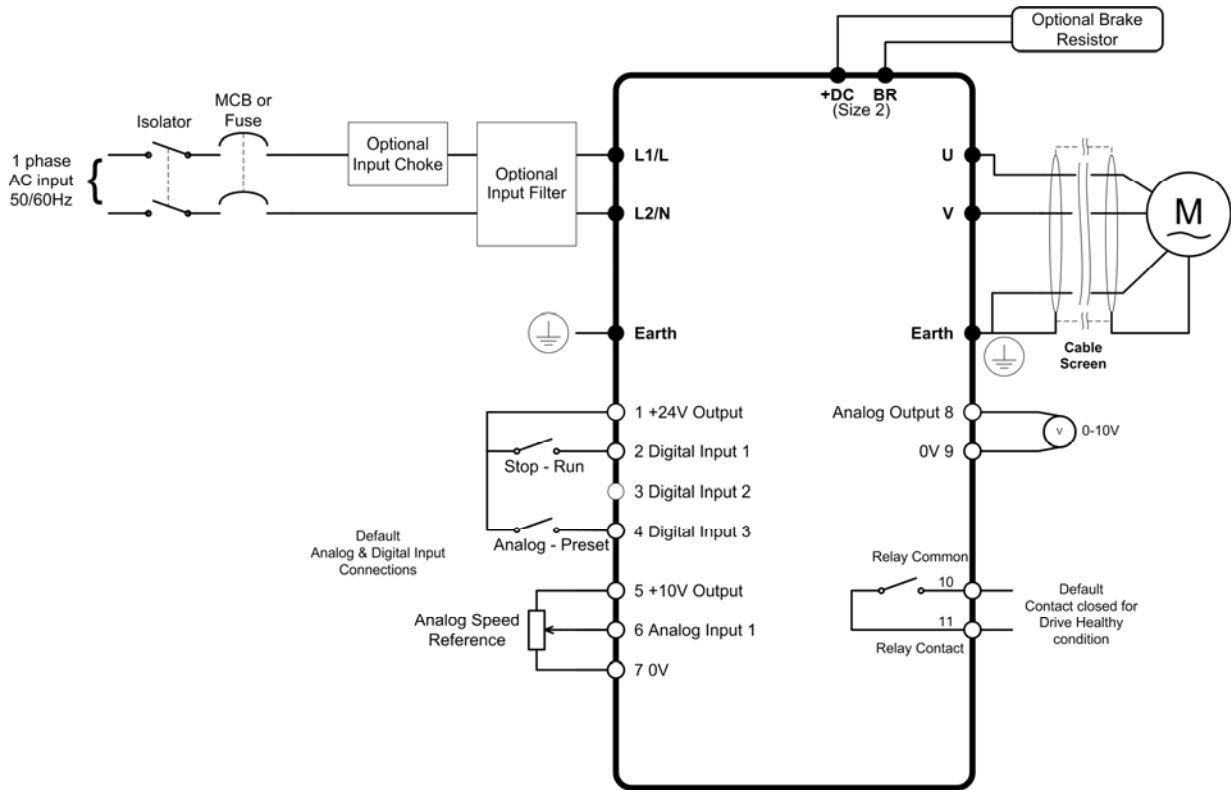 Optional Brake
Resistor
+DC BR
(Size 2)
MCB or
Fuse
Isolator
1 phase
AC input
50/60Hz
{
Optional
Input Choke
Optional
Input Filter
L1/L
L2/N
Earth
U
V
Earth
M
Cable
Screen
1 +24V Output
2 Digital Input 1
Stop - Run
3 Digital Input 2
4 Digital Input 3
Analog - Preset
Default
Analog & Digital Input
Connections
5 +10V Output
Analog Speed
Reference
6 Analog Input 1
7 0V
Analog Output 8
V
0-10V
0V 9
Relay Common
10
11
Relay Contact
Default
Contact closed for
Drive Healthy
condition